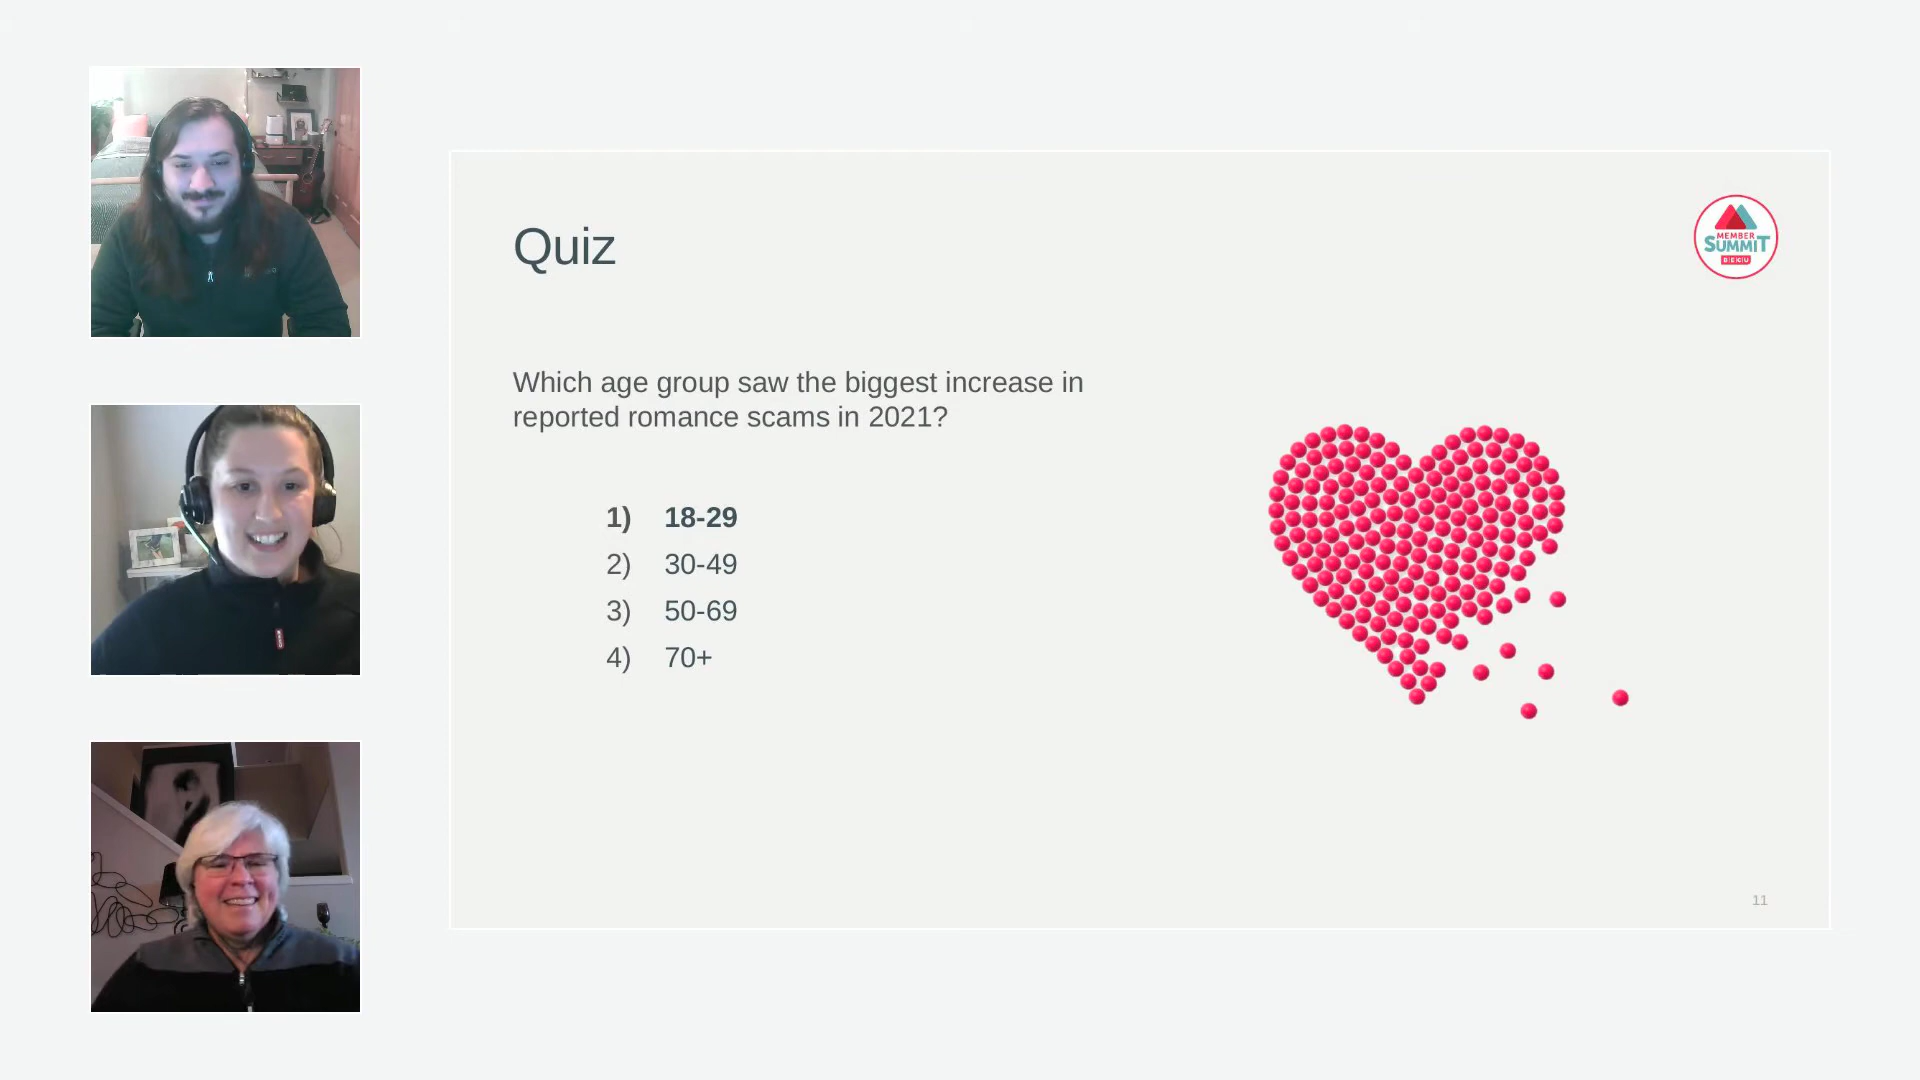 Quiz
MEMBER
SUMMIT
BECU
Which age group saw the biggest increase in
reported romance scams in 2021?
1) 18-29
2) 30-49
3) 50-69
4) 70+
11